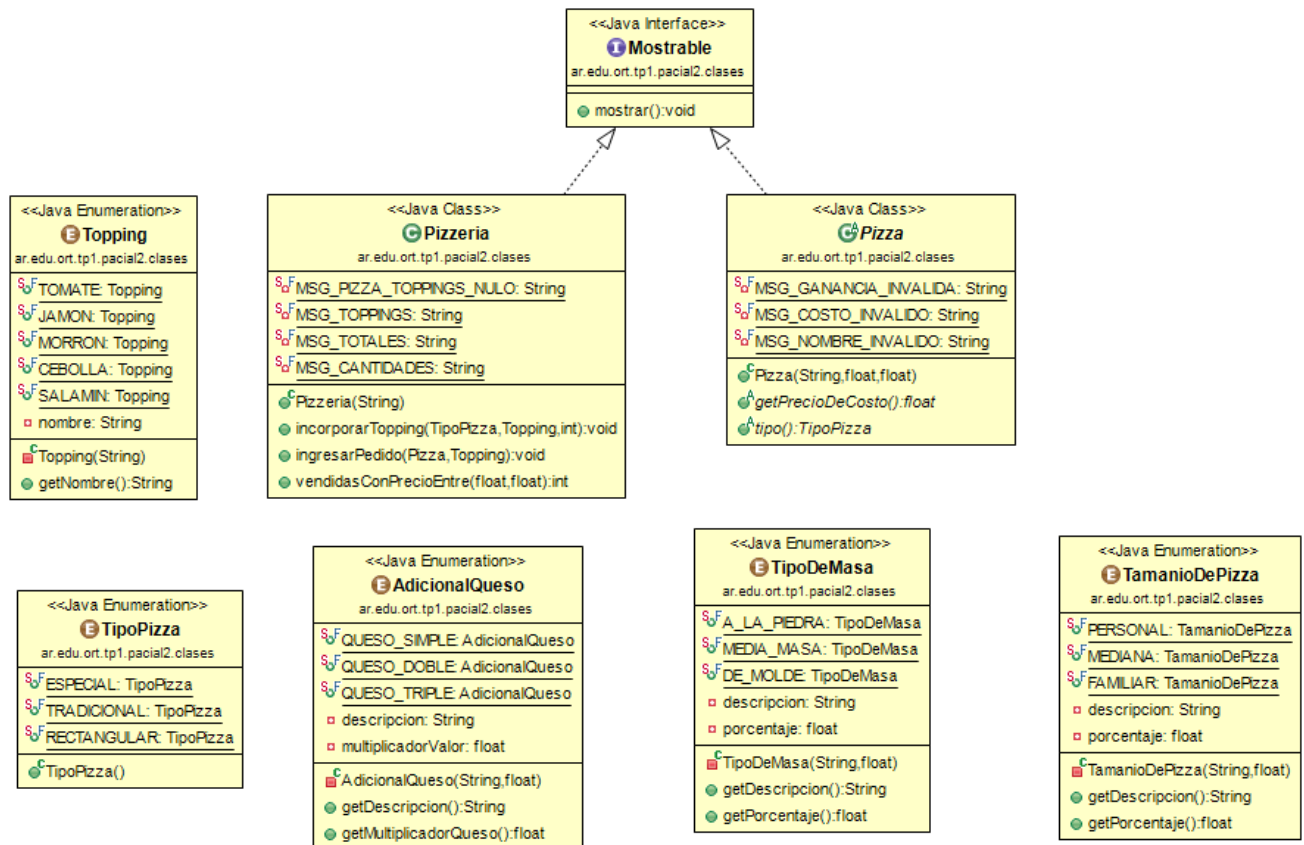 <<Java Interface>>
Mostrable
ar.edu.ort.tp1.pacial2.clases
mostrar():void
<<Java Enumeration>>
Topping
ar.edu.ort.tp1.pacial2.clases
TOMATE: Topping
JAMON: Topping
MORRON: Topping
CEBOLLA: Topping
SALAMIN: Topping
nombre: String
Topping(String)
getNombre():String
<<Java Class>>
Pizzeria
ar.edu.ort.tp1.pacial2.clases
MSG_PIZZA_TOPPINGS_NULO: String
MSG_TOPPINGS: String
MSG_TOTALES: String
MSG_CANTIDADES: String
Pizzeria(String)
incorporarTopping(TipoPizza,Topping,int):void
ingresarPedido(Pizza,Topping):void
vendidasConPrecioEntre(float,float):int
<<Java Class>>
Pizza
ar.edu.ort.tp1.pacial2.clases
MSG_GANANCIA_INVALIDA: String
MSG_COSTO_INVALIDO: String
MSG_NOMBRE_INVALIDO: String
Pizza(String,float,float)
getPrecioDeCosto():float
tipo():TipoPizza
<<Java Enumeration>>
TipoPizza
ar.edu.ort.tp1.pacial2.clases
ESPECIAL: TipoPizza
TRADICIONAL: TipoPizza
RECTANGULAR: TipoPizza
TipoPizza()
<<Java Enumeration>>
AdicionalQueso
ar.edu.ort.tp1.pacial2.clases
QUESO_SIMPLE: AdicionalQueso
QUESO_DOBLE: AdicionalQueso
QUESO_TRIPLE: AdicionalQueso
descripcion: String
multiplicadorValor: float
AdicionalQueso(String,float)
getDescripcion():String
getMultiplicadorQueso():float
<<Java Enumeration>>
TipoDeMasa
ar.edu.ort.tp1.pacial2.clases
A_LA_PIEDRA: TipoDeMasa
MEDIA_MASA: TipoDeMasa
DE_MOLDE: TipoDeMasa
descripcion: String
porcentaje: float
TipoDeMasa(String,float)
getDescripcion():String
getPorcentaje():float
<<Java Enumeration>>
TamanioDePizza
ar.edu.ort.tp1.pacial2.clases
PERSONAL: TamanioDePizza
MEDIANA: TamanioDePizza
FAMILIAR: TamanioDePizza
descripcion: String
porcentaje: float
TamanioDePizza(String,float)
getDescripcion():String
getPorcentaje():float